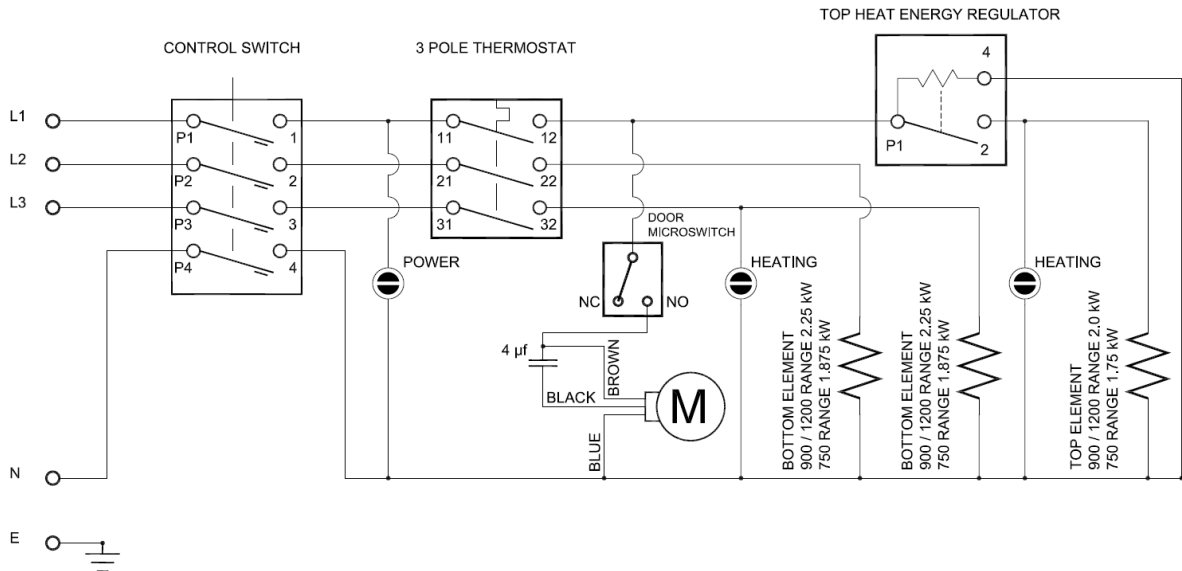 TOP HEAT ENERGY REGULATOR
CONTROL SWITCH
3 POLE THERMOSTAT
4
L1
P1
1
11
12
P1
2
L2
P2
2
21
22
L3
P3
3
31
32
DOOR
MICROSWITCH
P4
4
POWER
HEATING
HEATING
NC
NO
4 µf
BROWN
BLACK
M
BLUE
BOTTOM ELEMENT
900 / 1200 RANGE 2.25 kW
750 RANGE 1.875 kW
BOTTOM ELEMENT
900 / 1200 RANGE 2.25 kW
750 RANGE 1.875 kW
TOP ELEMENT
900 / 1200 RANGE 2.0 kW
750 RANGE 1.75 kW
N
E